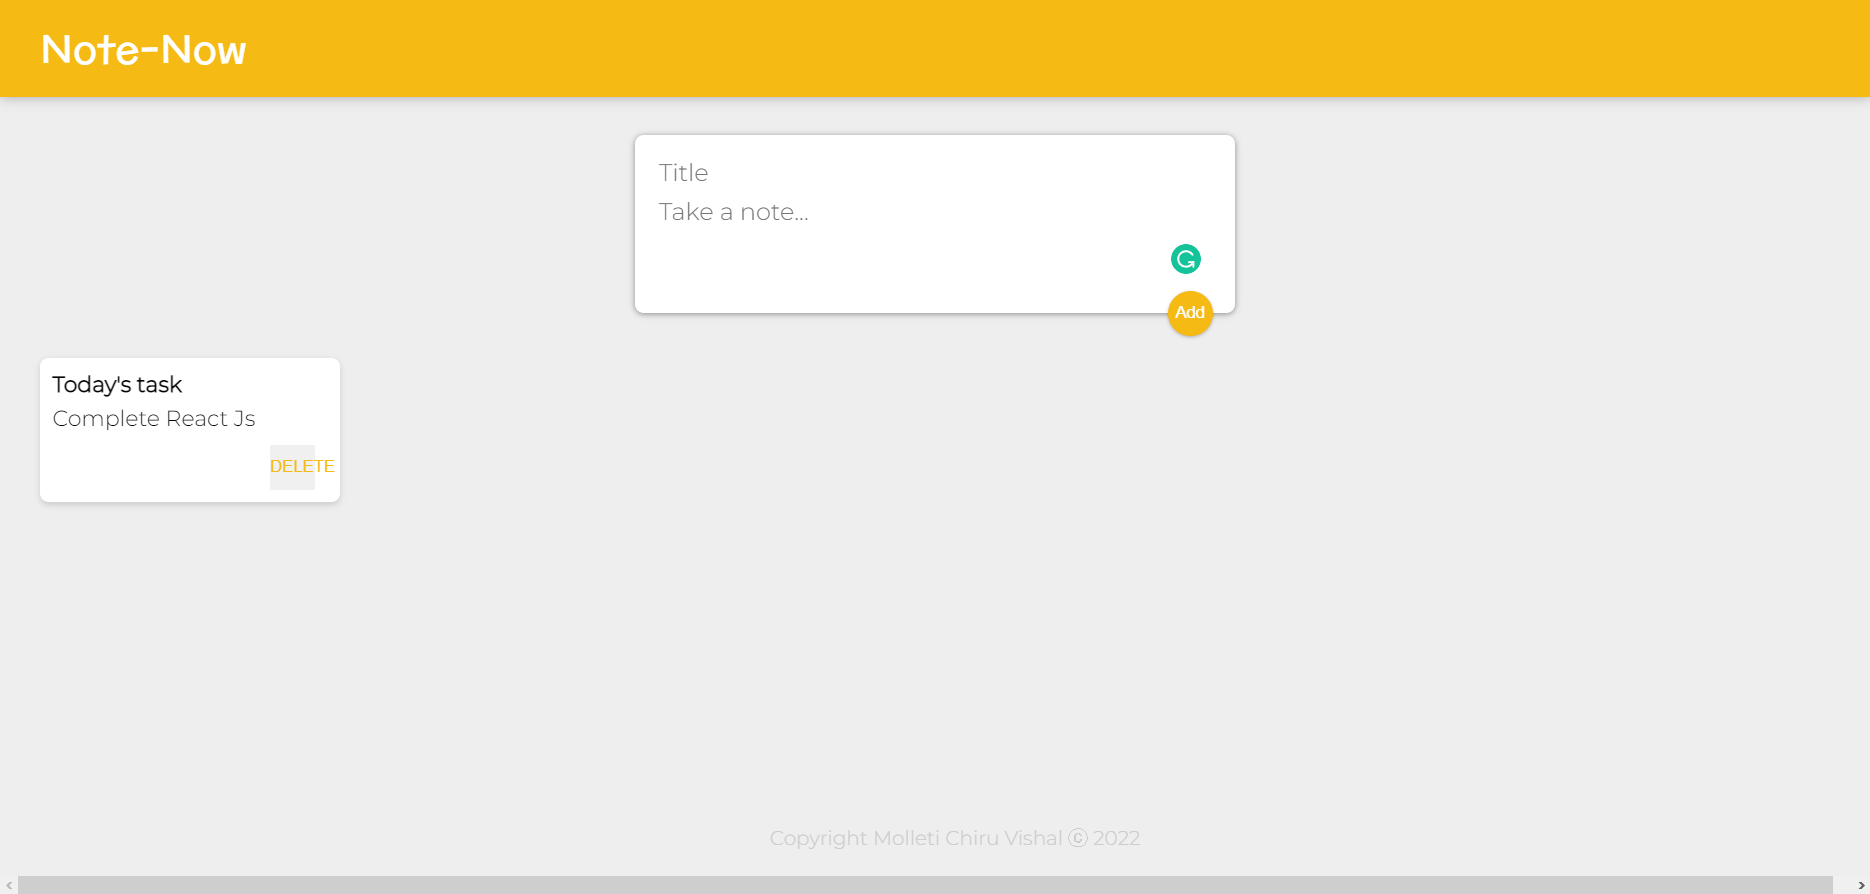 Note-Now
Title
Take a note...
Add
Today's task
Complete React Js
DELETE
Copyright Molleti Chiru Vishal ⓒ 2022